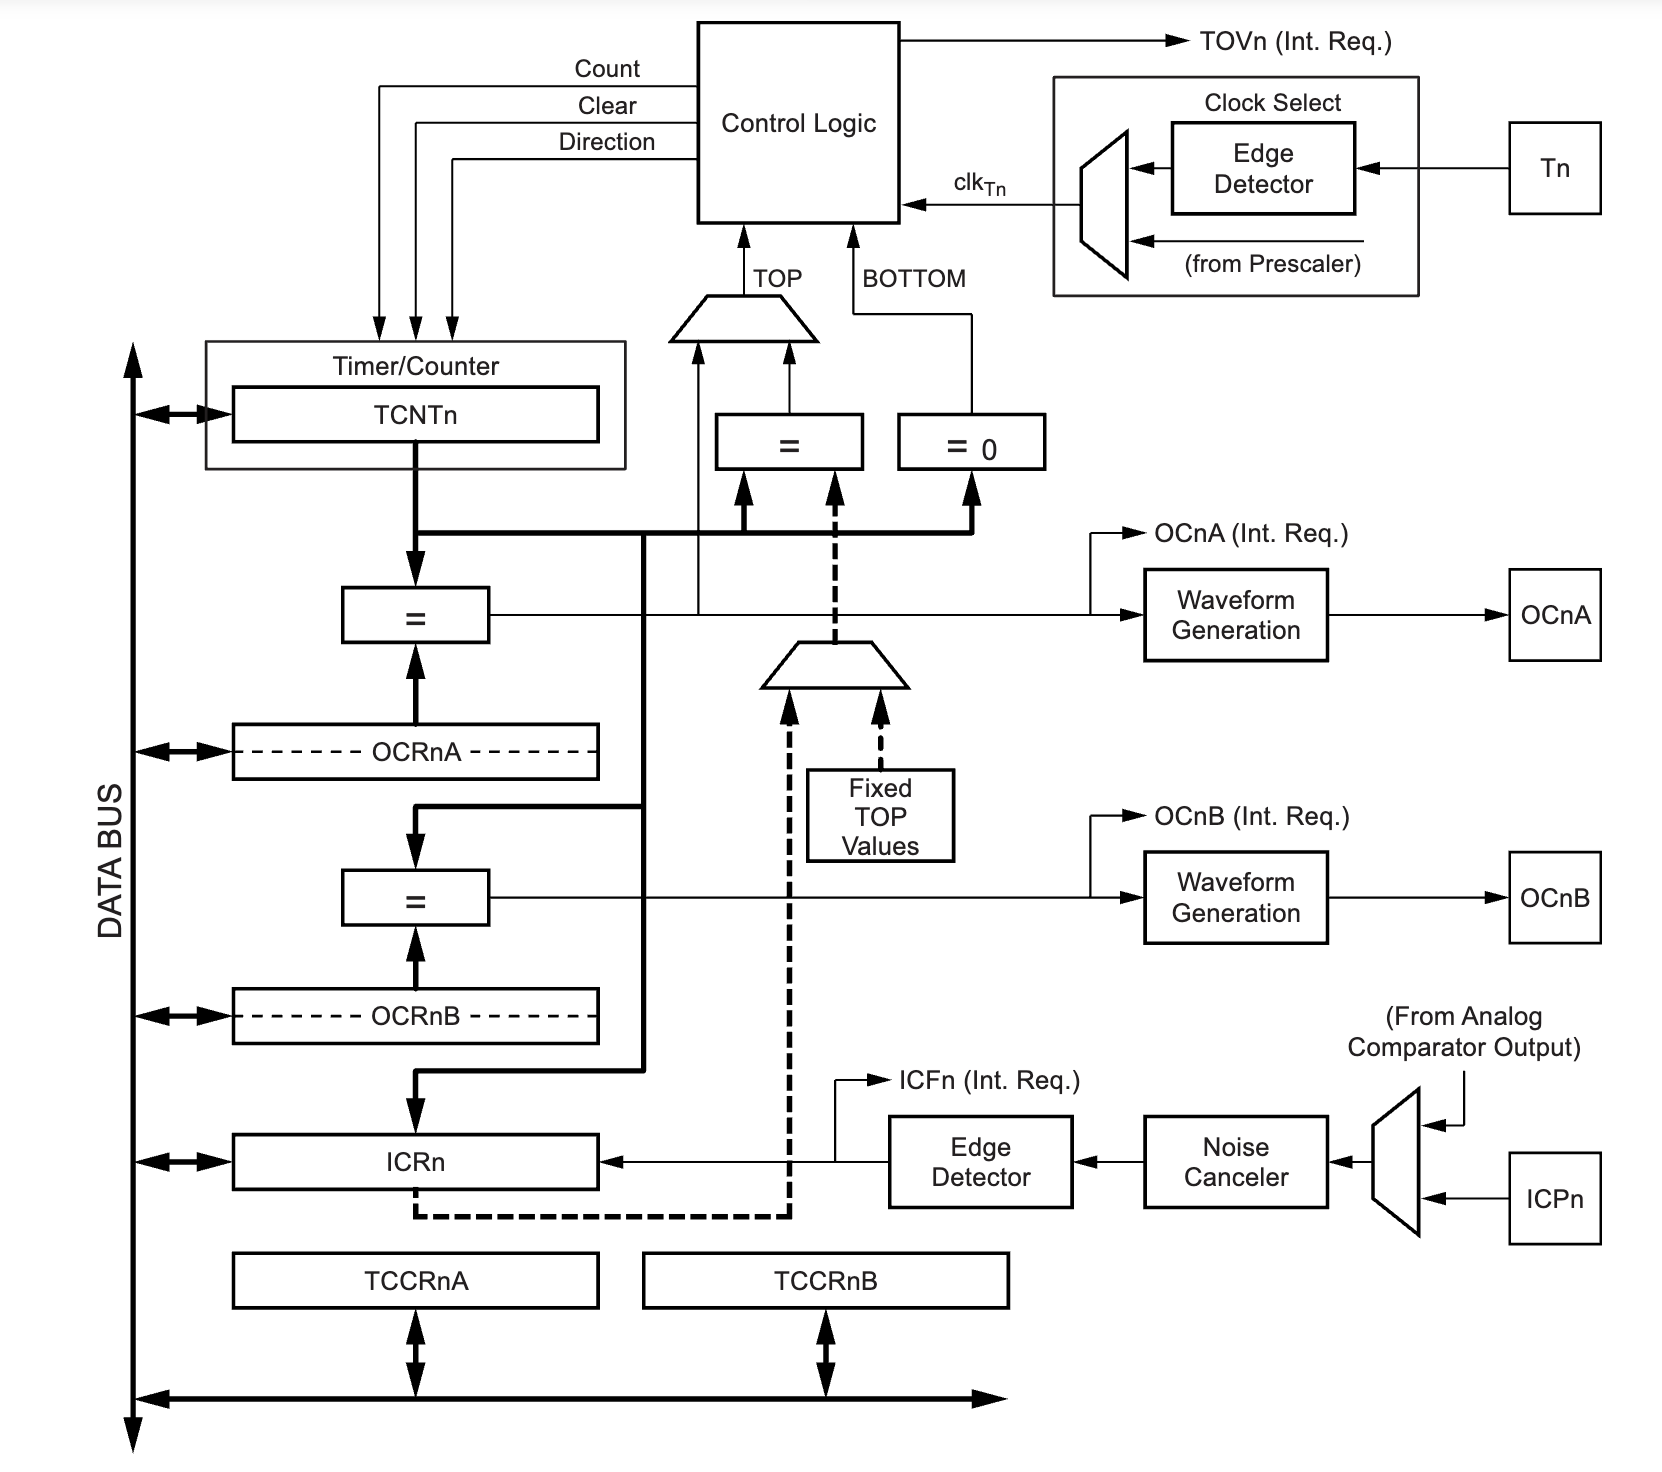 TOVn (Int. Req.)
Count
Clear
Direction
Control Logic
Clock Select
Edge
Detector
Tn
clkTn
(from Prescaler)
TOP
BOTTOM
Timer/Counter
TCNTn
=
= 0
OCnA (Int. Req.)
=
Waveform
Generation
OCnA
OCRnA
Fixed
TOP
Values
DATA BUS
OCnB (Int. Req.)
=
Waveform
Generation
OCnB
OCRnB
(From Analog
Comparator Output)
ICFn (Int. Req.)
ICRn
Edge
Detector
Noise
Canceler
ICPn
TCCRnA
TCCRnB